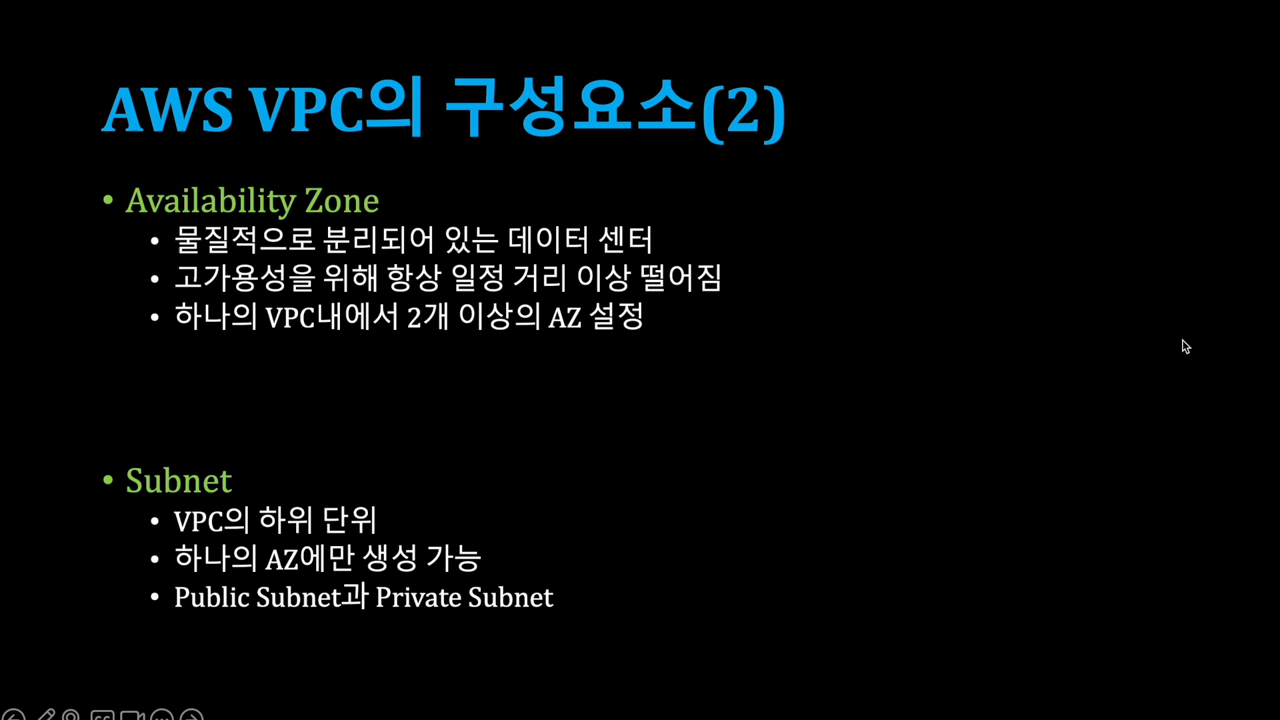 AWS VPC의 구성요소(2)
• Availability Zone
• 물질적으로 분리되어 있는 데이터 센터
• 고가용성을 위해 항상 일정 거리 이상 떨어짐
• 하나의 VPC내에서 2개 이상의 AZ 설정
• Subnet
• VPC의 하위 단위
• 하나의 AZ에만 생성 가능
• Public Subnet과 Private Subnet